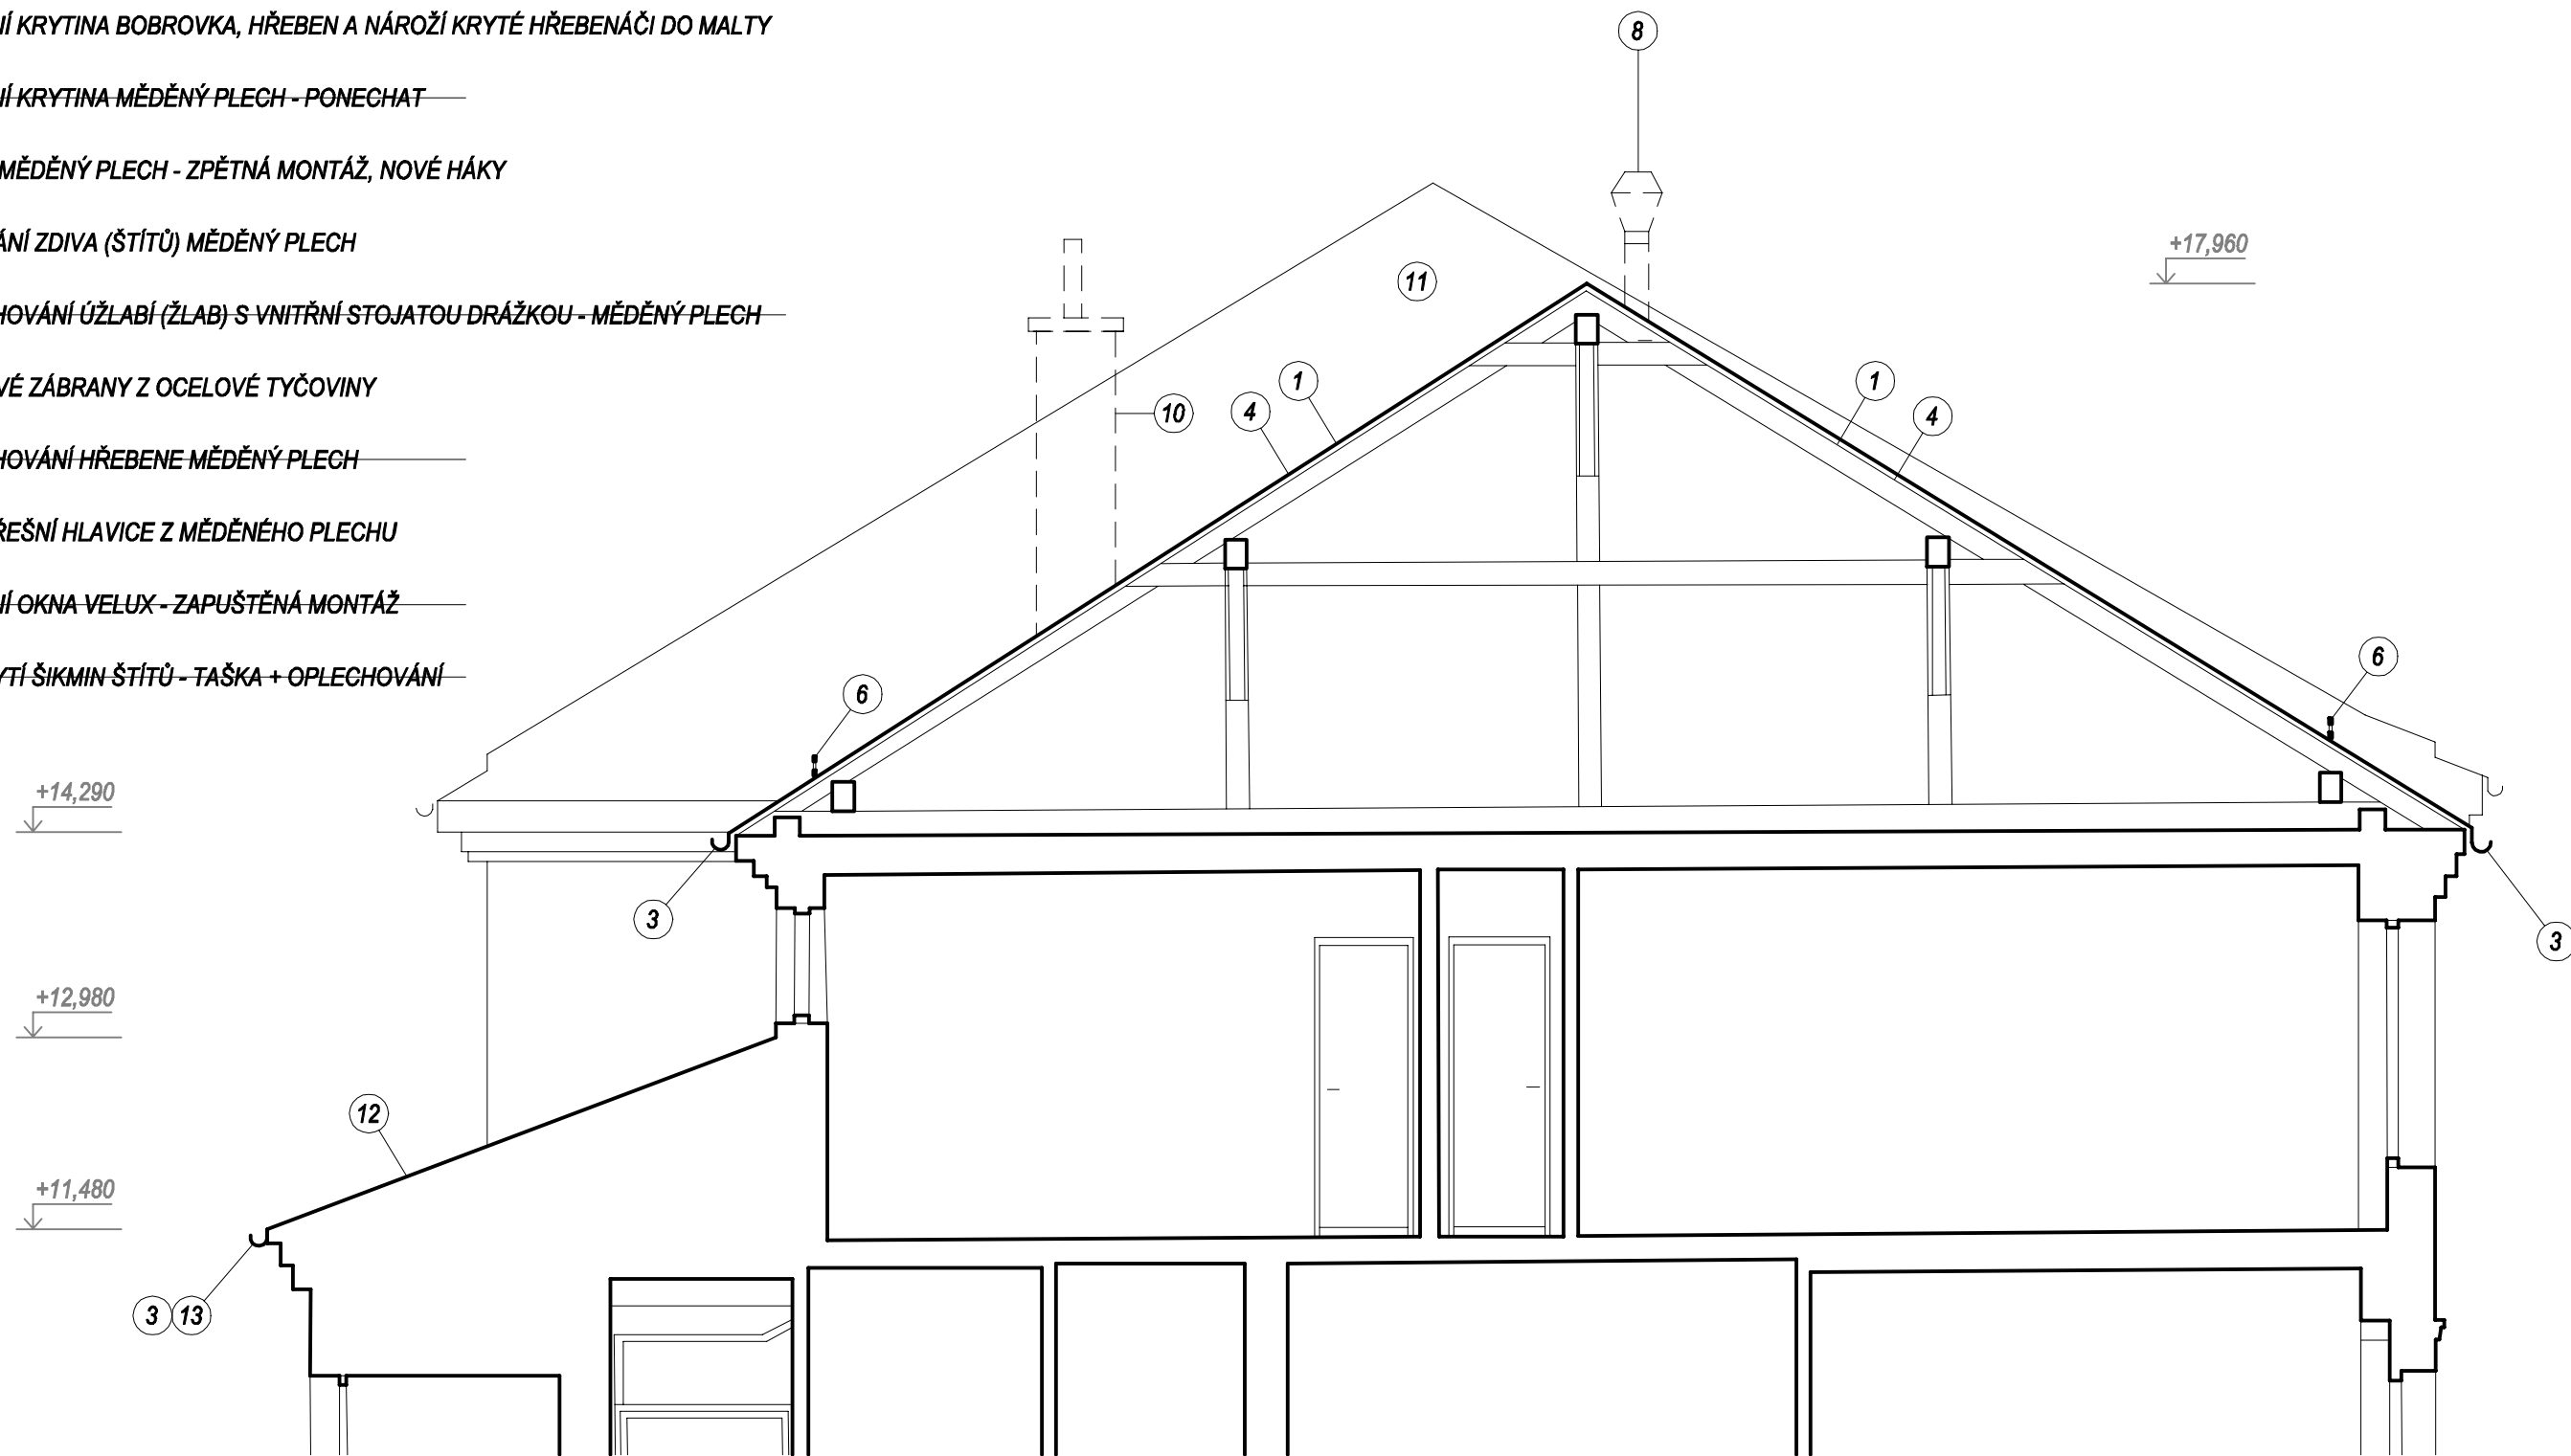 NÍ KRYTINA BOBROVKA, HŘEBEN A NÁROŽÍ KRYTÉ HŘEBENÁČI DO MALTY
NÍ KRYTINA MĚDĚNÝ PLECH - PONECHAT
MĚDĚNÝ PLECH - ZPĚTNÁ MONTÁŽ, NOVÉ HÁKY
ÁNÍ ZDIVA (ŠTÍTŮ) MĚDĚNÝ PLECH
HOVÁNÍ ÚŽLABÍ (ŽLAB) S VNITŘNÍ STOJATOU DRÁŽKOU - MĚDĚNÝ PLECH
VÉ ZÁBRANY Z OCELOVÉ TYČOVINY
HOVÁNÍ HŘEBENE MĚDĚNÝ PLECH
ŘEŠNÍ HLAVICE Z MĚDĚNÉHO PLECHU
NÍ OKNA VELUX - ZAPUŠTĚNÁ MONTÁŽ
YTÍ ŠIKMIN ŠTÍTŮ - TAŠKA + OPLECHOVÁNÍ
8
+17,960
11
1
4
10
1
4
6
6
+14,290
3
3
+12,980
12
+11,480
3 13